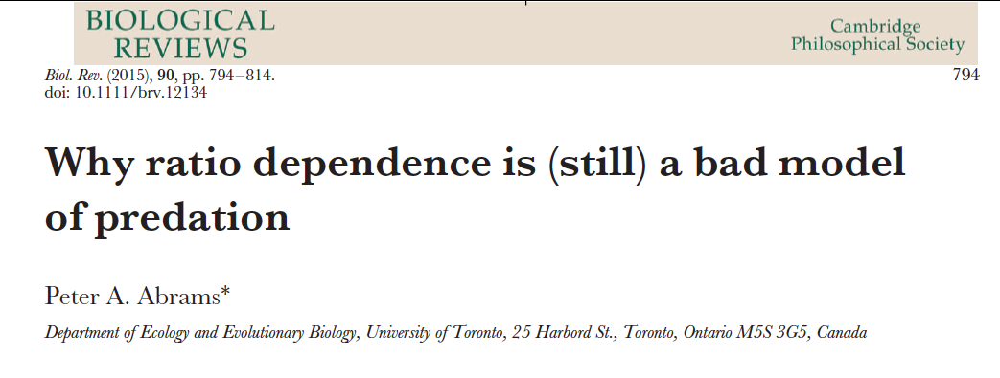 BIOLOGICAL
REVIEWS
Cambridge
Philosophical Society
Biol. Rev. (2015), 90, pp. 794–814.
794
doi: 10.1111/brv.12134
Why ratio dependence is (still) a bad model
of predation
Peter A. Abrams*
Department of Ecology and Evolutionary Biology, University of Toronto, 25 Harbord St., Toronto, Ontario M5S 3G5, Canada